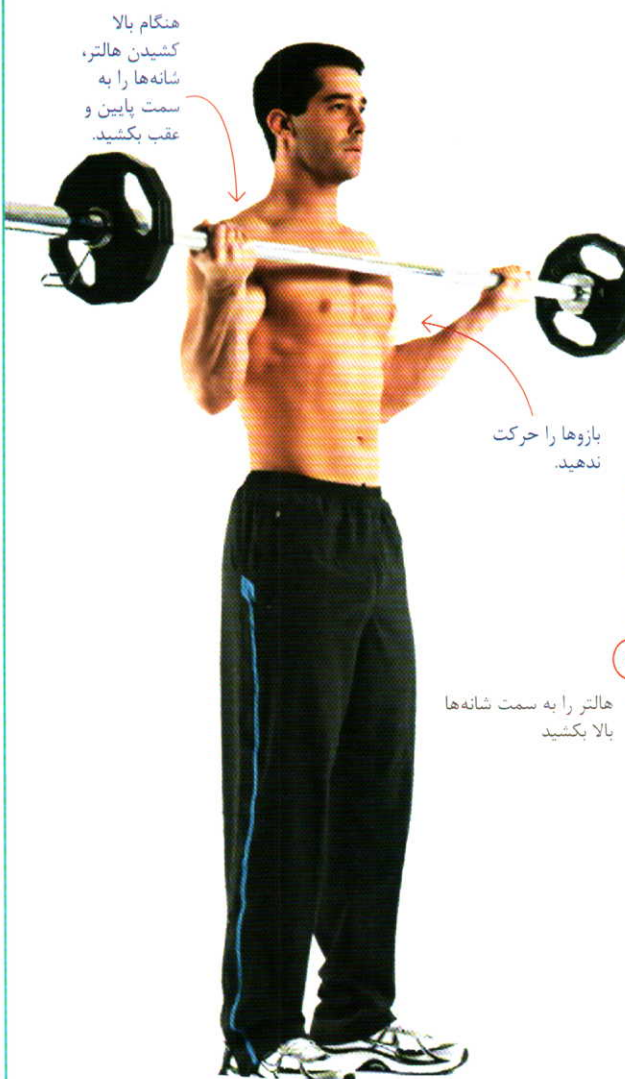 هنگام بالا
کشیدن هالتر،
شانه‌ها را به
سمت پایین و
عقب بکشید.
بازوها را حرکت
ندهید.
هالتر را به سمت شانه‌ها
بالا بکشید